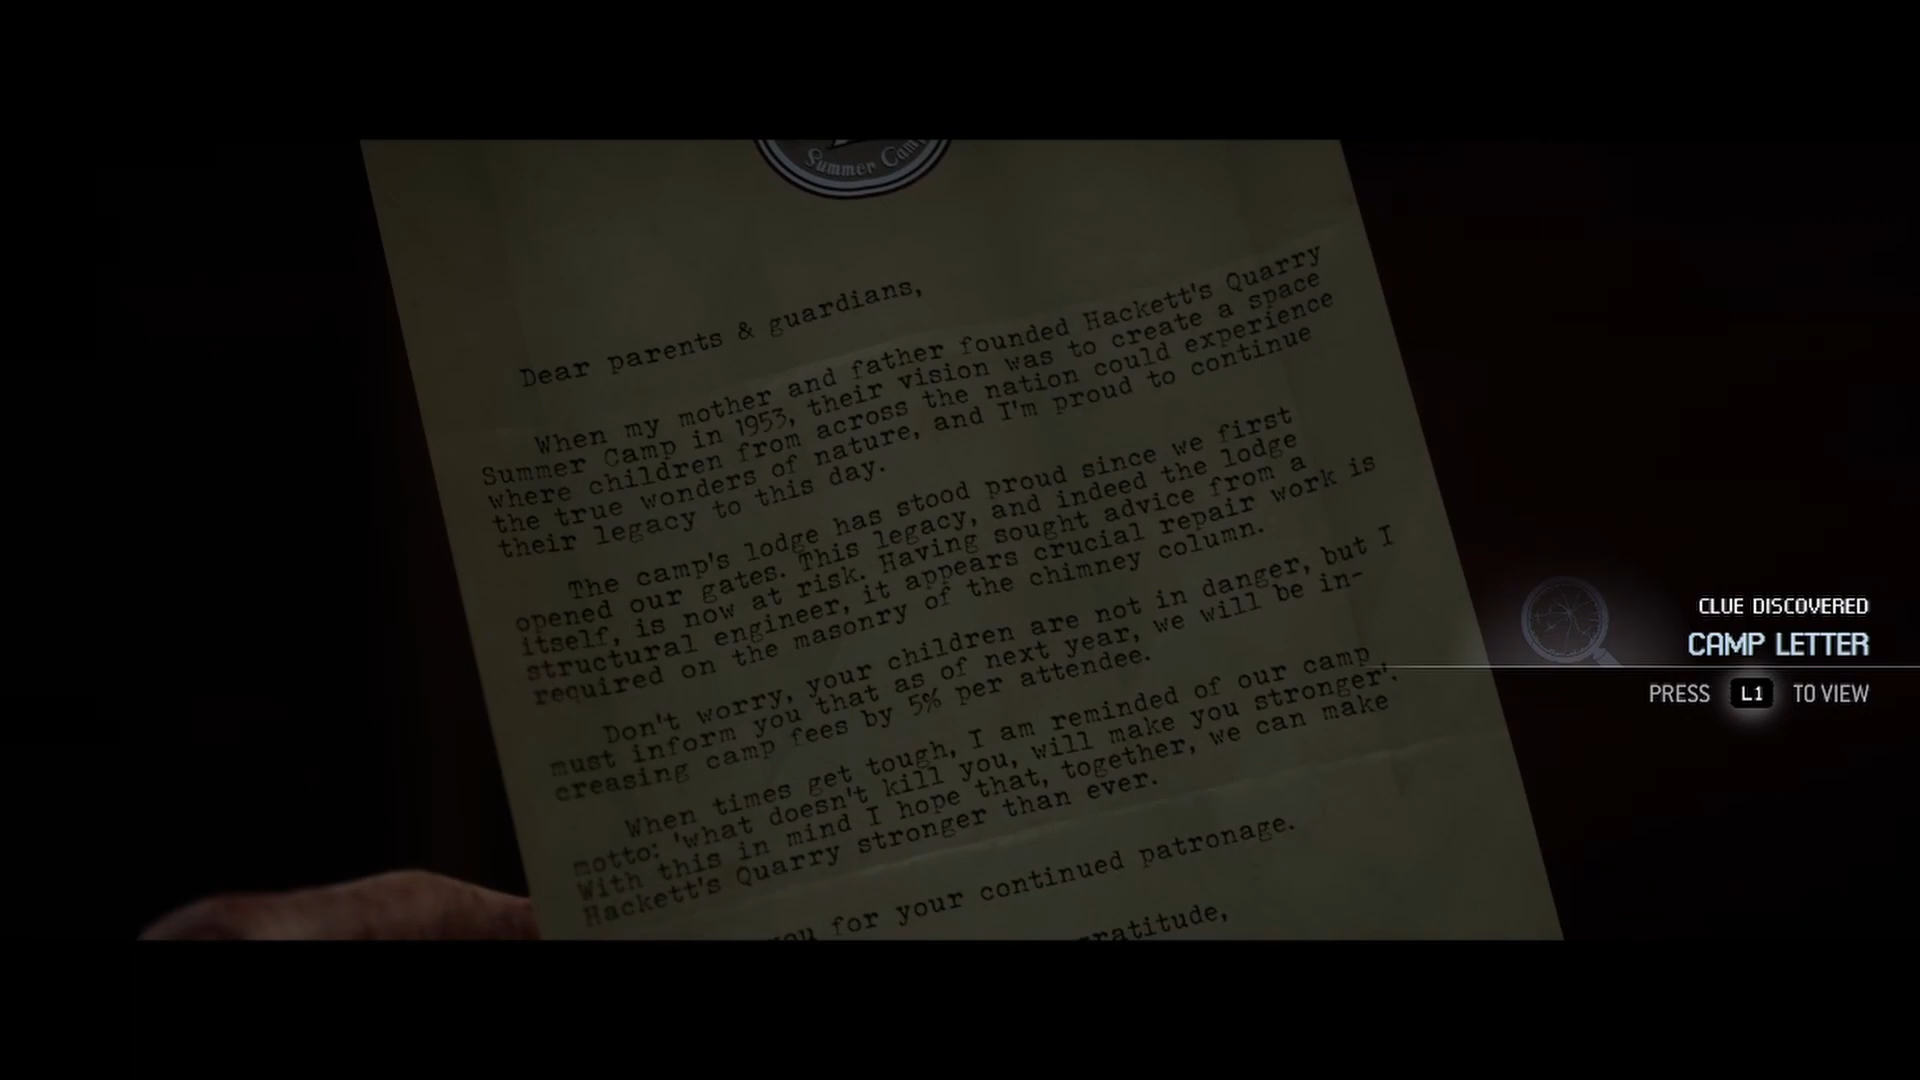 Summer Camp
Dear parents & guardians,
When my mother and father founded Hackett's Quarry
Summer Camp in 1953, their vision was to create a space
where children from across the nation could experience
the true wonders of nature, and I'm proud to continue
their legacy to this day.
The camp's lodge has stood proud since we first
opened our gates. This legacy, and indeed the lodge
itself, is now at risk. Having sought advice from a
structural engineer, it appears crucial repair work is
required on the masonry of the chimney column.
Don't worry, your children are not in danger, but I
must inform you that as of next year, we will be in-
creasing camp fees by 5% per attendee.
When times get tough, I am reminded of our camp
motto: 'what doesn't kill you, will make you stronger'.
With this in mind I hope that, together, we can make
Hackett's Quarry stronger than ever.
you for your continued patronage.
gratitude,
CLUE DISCOVERED
CAMP LETTER
PRESS L1 TO VIEW